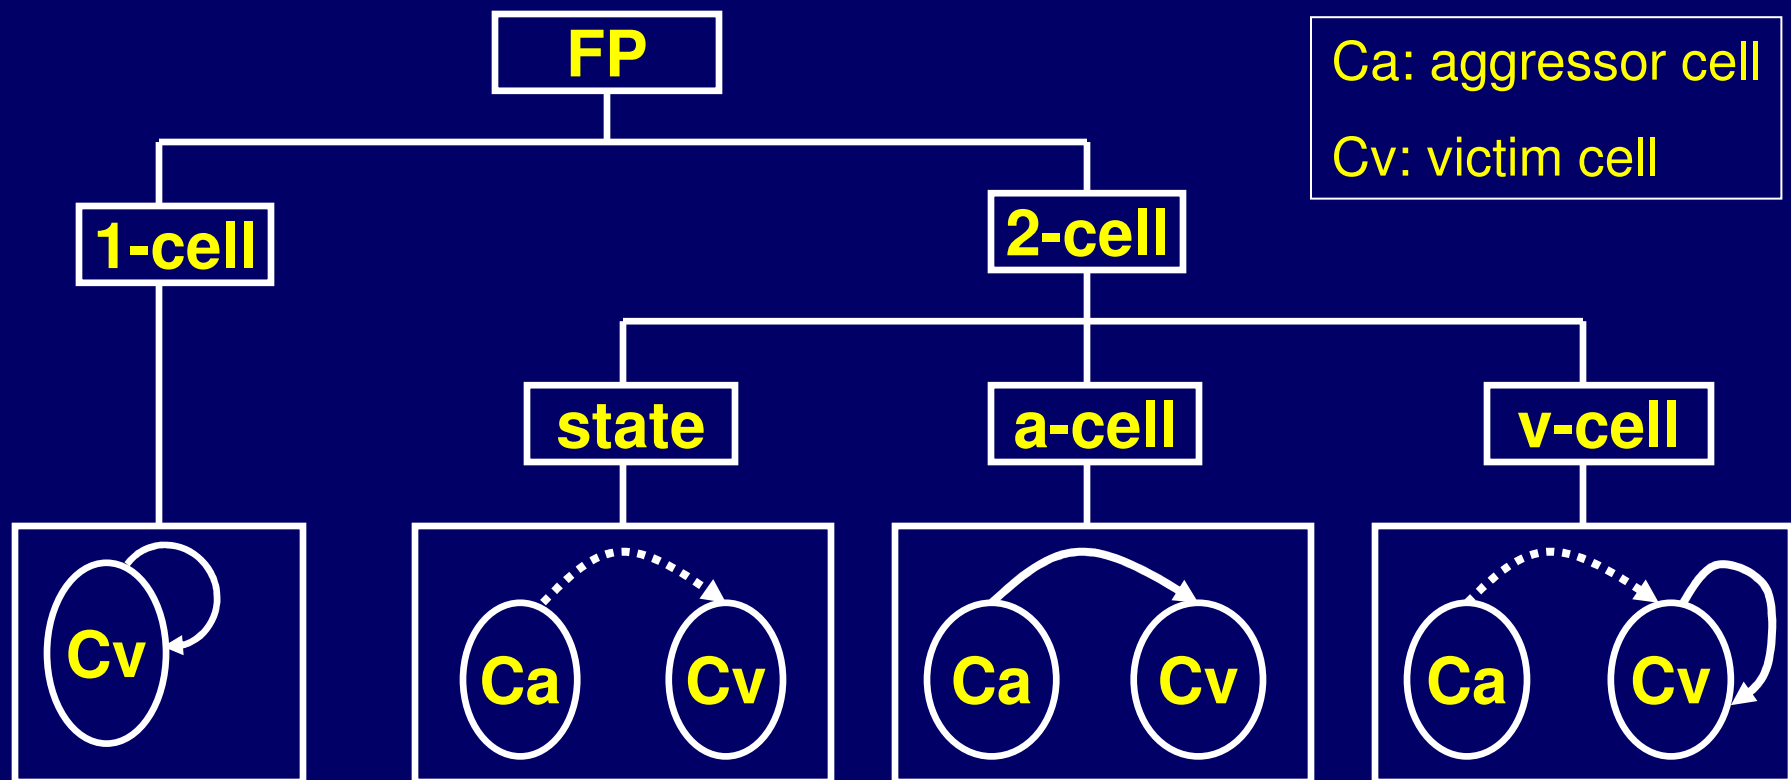 FP
Ca: aggressor cell
Cv: victim cell
1-cell
2-cell
state
a-cell
v-cell
Cv
Ca
Cv
Ca
Cv
Ca
Cv